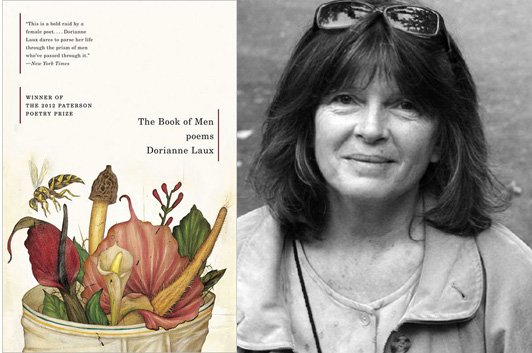 "This is a bold raid by a
female poet. . . . Dorianne
Laux dares to parse her life
through the prism of men
who've passed through it."
—New York Times
WINNER OF
THE 2012 PATERSON
POETRY PRIZE
The Book of Men
poems
Dorianne Laux